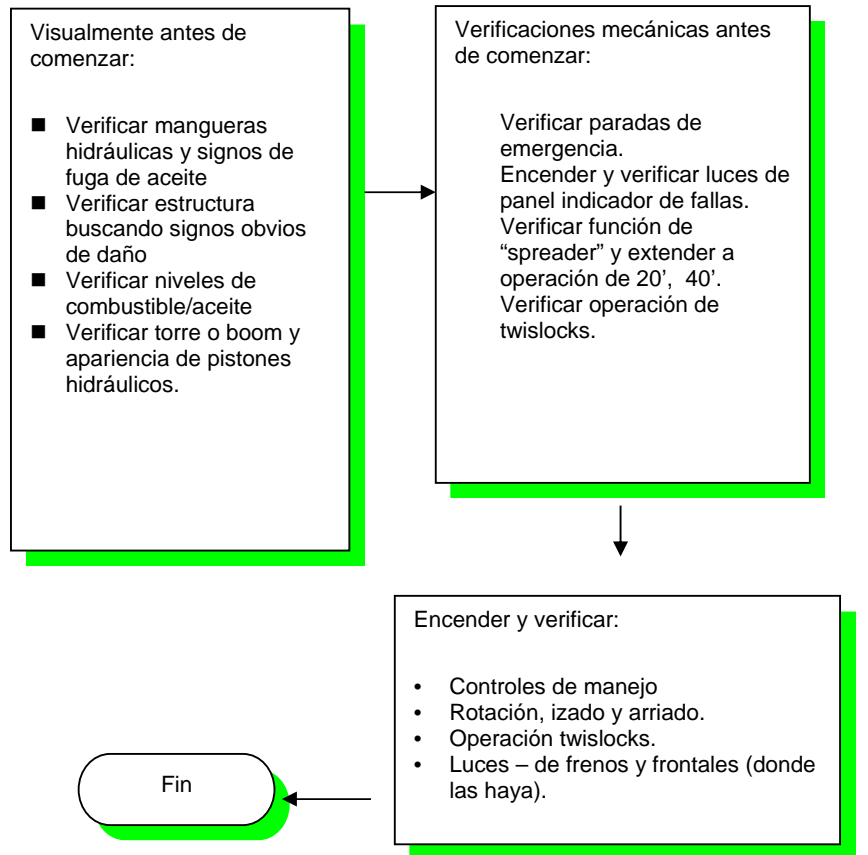 Visualmente antes de
comenzar:
■ Verificar mangueras
hidráulicas y signos de
fuga de aceite
■ Verificar estructura
buscando signos obvios
de daño
■ Verificar niveles de
combustible/aceite
■ Verificar torre o boom y
apariencia de pistones
hidráulicos.
Verificaciones mecánicas antes
de comenzar:
Verificar paradas de
emergencia.
Encender y verificar luces de
panel indicador de fallas.
Verificar función de
“spreader” y extender a
operación de 20’, 40’.
Verificar operación de
twislocks.
Encender y verificar:
• Controles de manejo
• Rotación, izado y arriado.
• Operación twislocks.
• Luces – de frenos y frontales (donde
las haya).
Fin